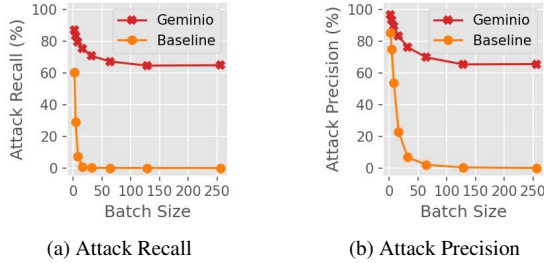 Attack Recall (%)
100
80
60
40
20
0
Geminio
Baseline
0 50 100 150 200 250
Batch Size
(a) Attack Recall
Attack Precision (%)
100
80
60
40
20
0
Geminio
Baseline
0 50 100 150 200 250
Batch Size
(b) Attack Precision